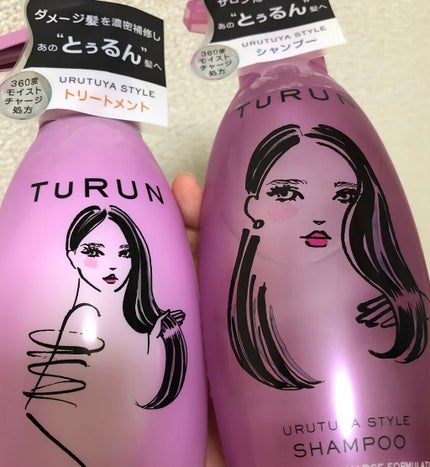 ダメージ髪を濃密補修し
あの"とぅるん"髪へ
360度
モイスト
チャージ
処方
URUTUYA STYLE
トリートメント
TURUN
あの"とぅるん"髪へ
360度
モイスト
チャージ
処方
URUTUYA STYLE
シャンプー
TURUN
URUTUYA STYLE
SHAMPOO